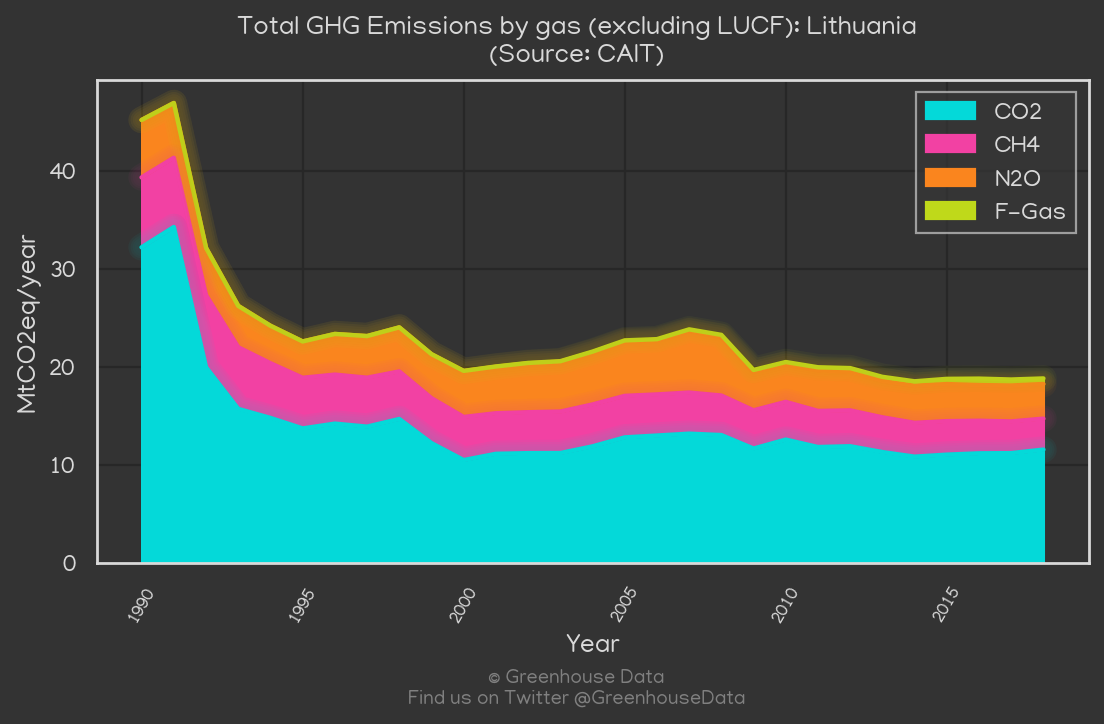 Total GHG Emissions by gas (excluding LUCF): Lithuania
(Source: CAIT)
CO2
CH4
N2O
F-Gas
MtCO2eq/year
40
30
20
10
0
1990
1995
2000
2005
2010
2015
Year
© Greenhouse Data
Find us on Twitter @GreenhouseData